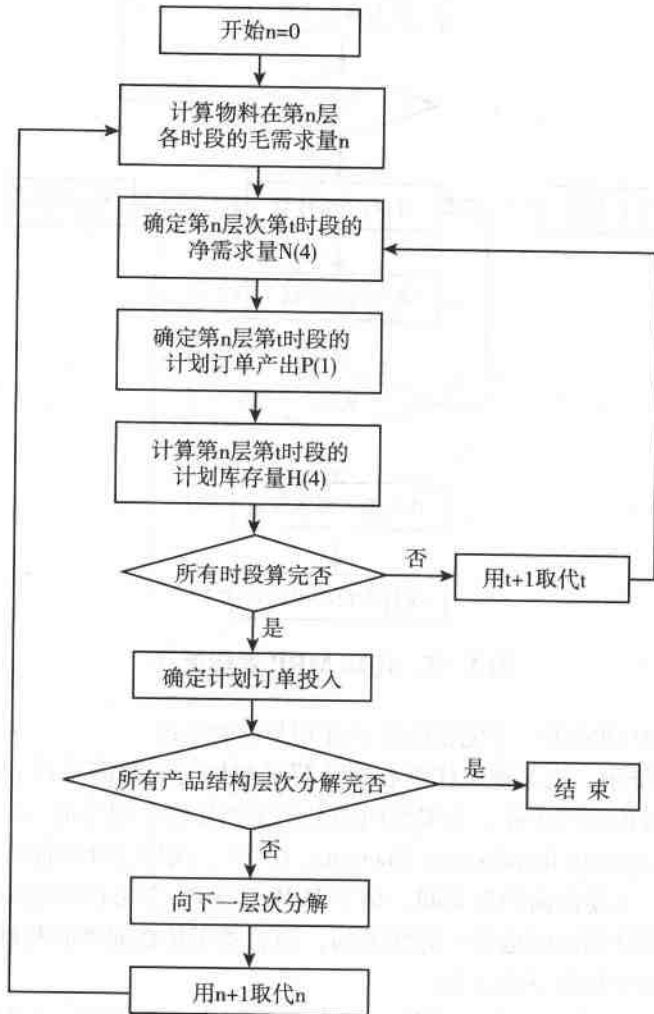 开始n=0
计算物料在第n层
各时段的毛需求量n
确定第n层次第t时段的
净需求量N(4)
确定第n层第t时段的
计划订单产出P(1)
计算第n层第t时段的
计划库存量H(4)
所有时段算完否
否
用t+1取代t
是
确定计划订单投入
所有产品结构层次分解完否
是
结 束
否
向下一层次分解
用n+1取代n